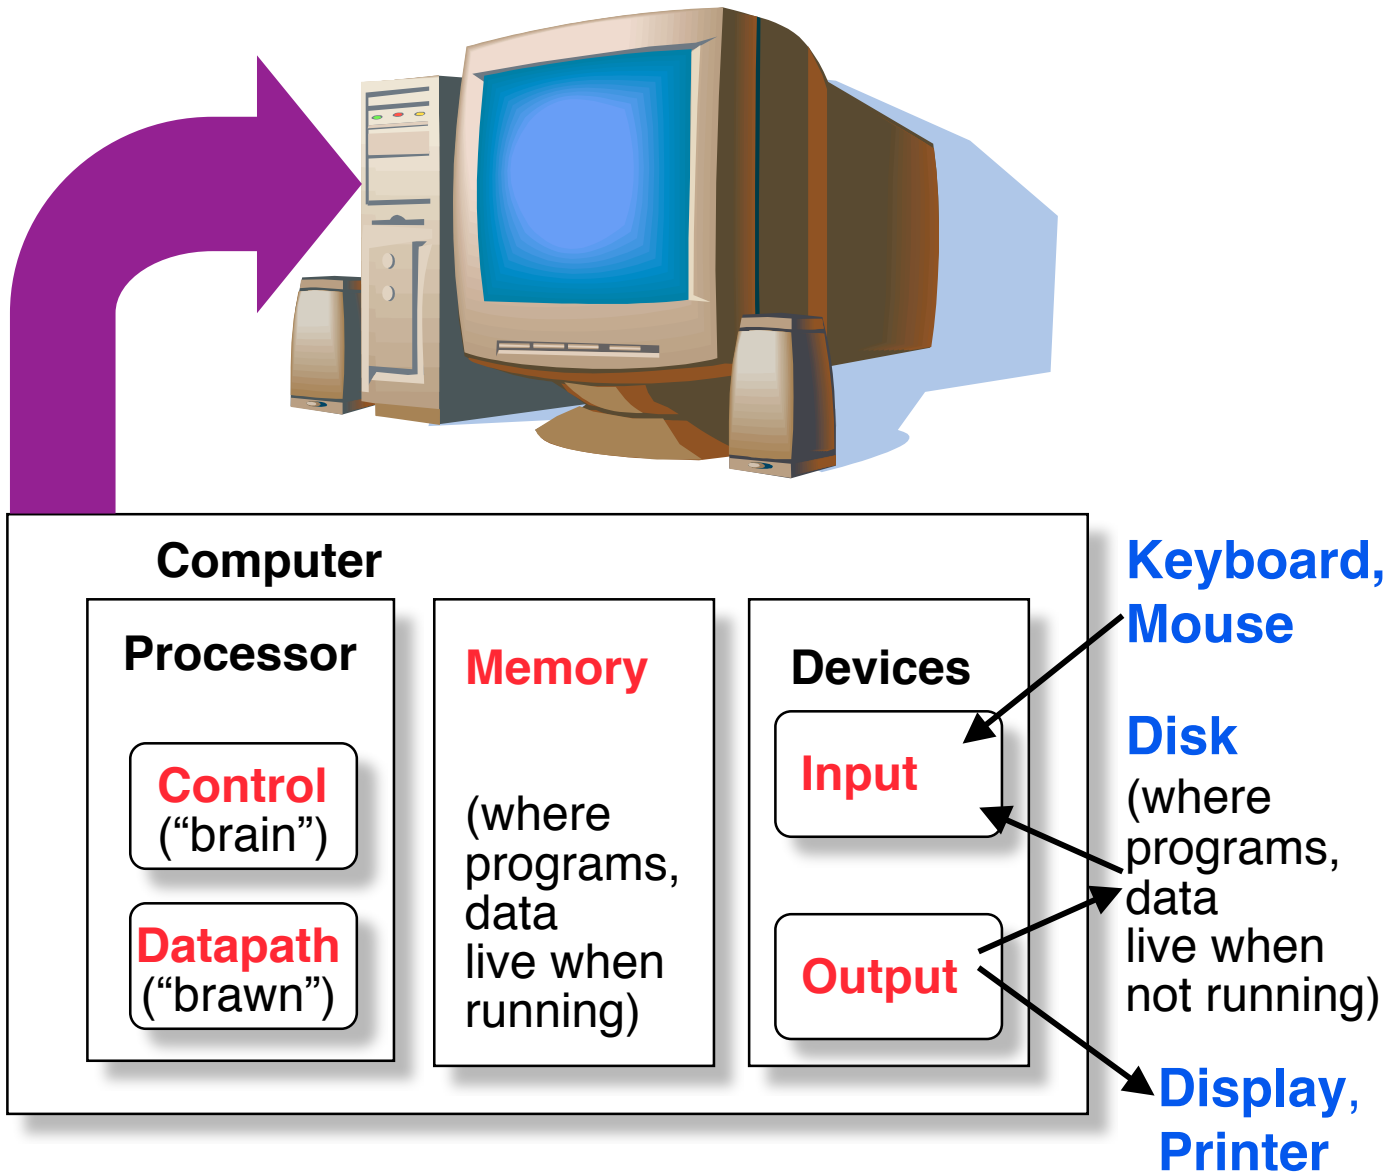 Computer
Processor
Control
(“brain”)
Datapath
(“brawn”)
Memory
(where
programs,
data
live when
running)
Devices
Input
Output
Keyboard,
Mouse
Disk
(where
programs,
data
live when
not running)
Display,
Printer